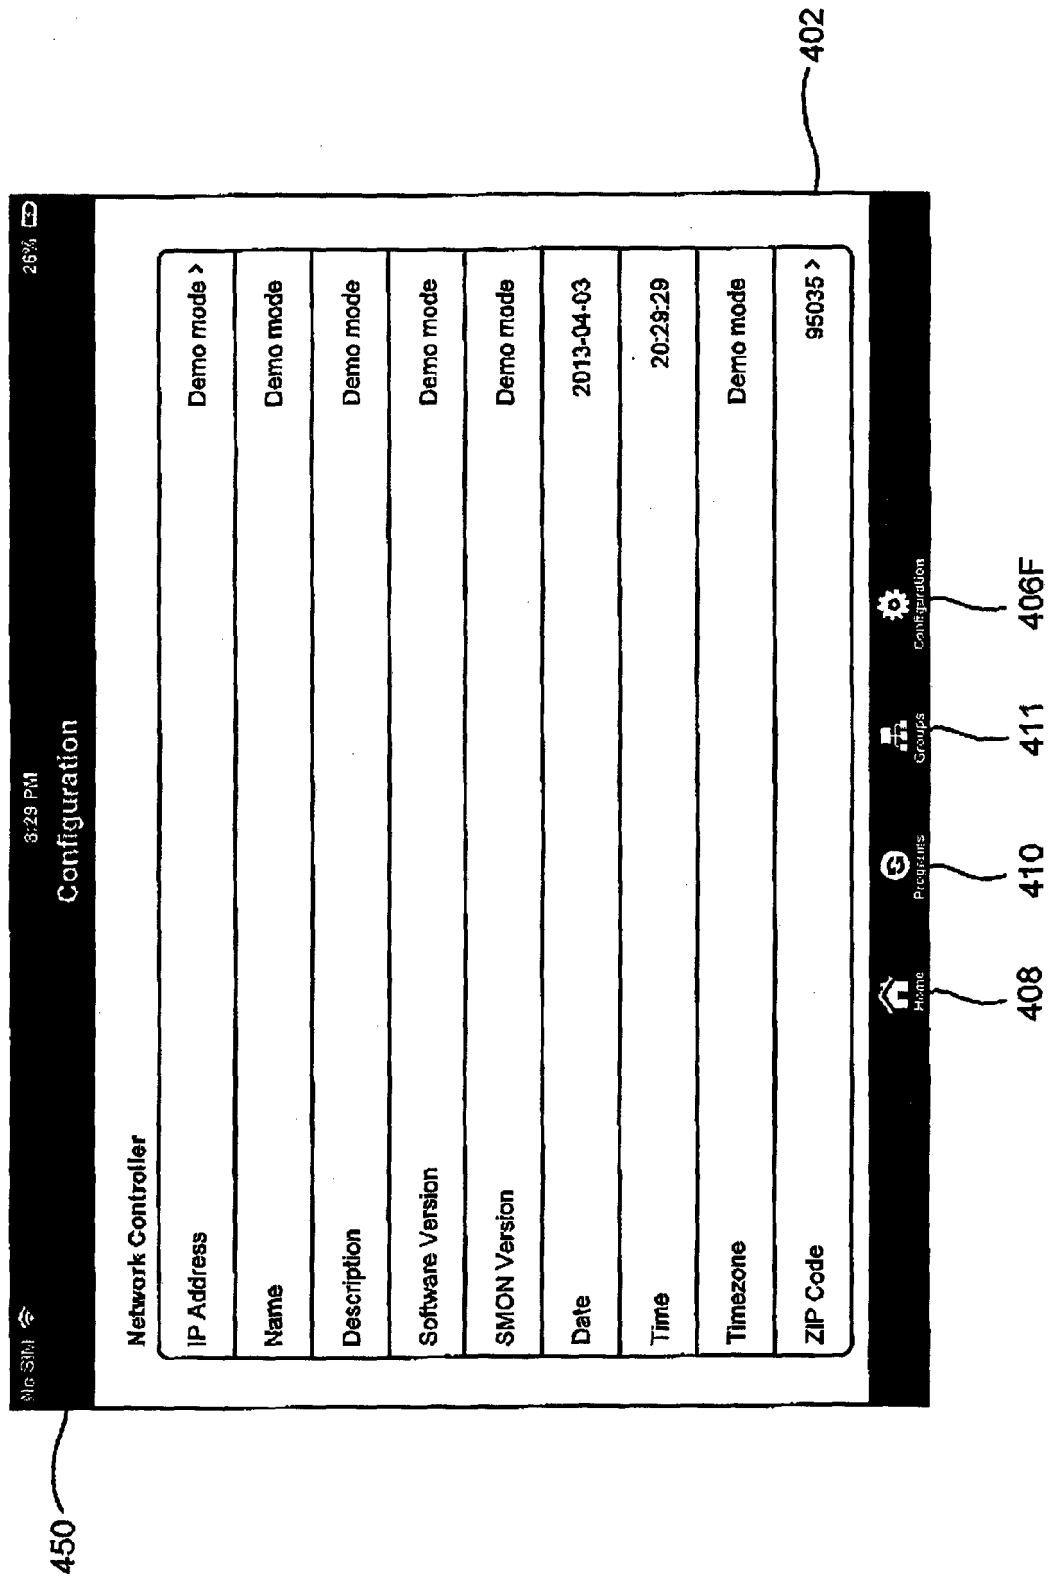 No SIM 8:29 PM 26%
Configuration
Network Controller
IP Address Demo mode >
Name Demo mode
Description Demo mode
Software Version Demo mode
SMON Version Demo mode
Date 2013-04-03
Time 20:29:29
Timezone Demo mode
ZIP Code 95035 >
Home Programs Groups Configuration
450
402
408 410 411 406F